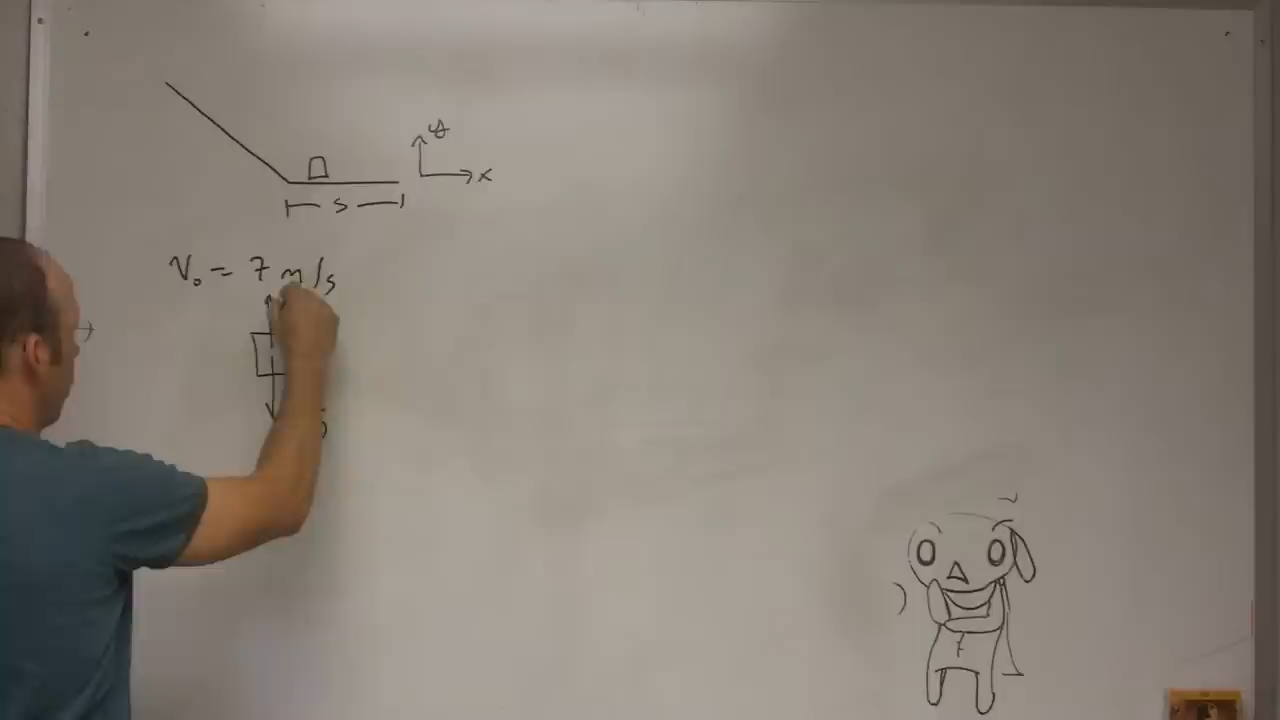 y
x
s
v₀ = 7 m/s